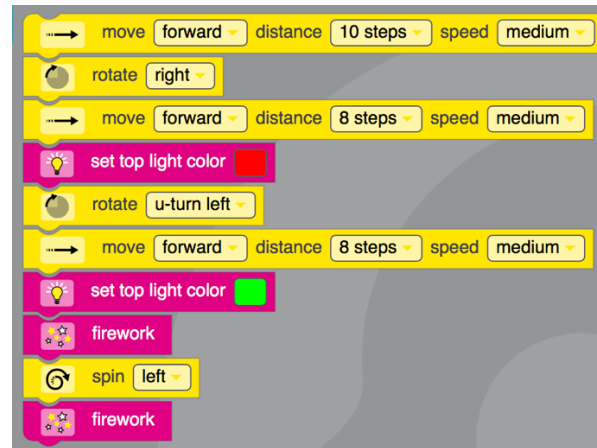 move forward distance 10 steps speed medium
rotate right
move forward distance 8 steps speed medium
set top light color
rotate u-turn left
move forward distance 8 steps speed medium
set top light color
firework
spin left
firework